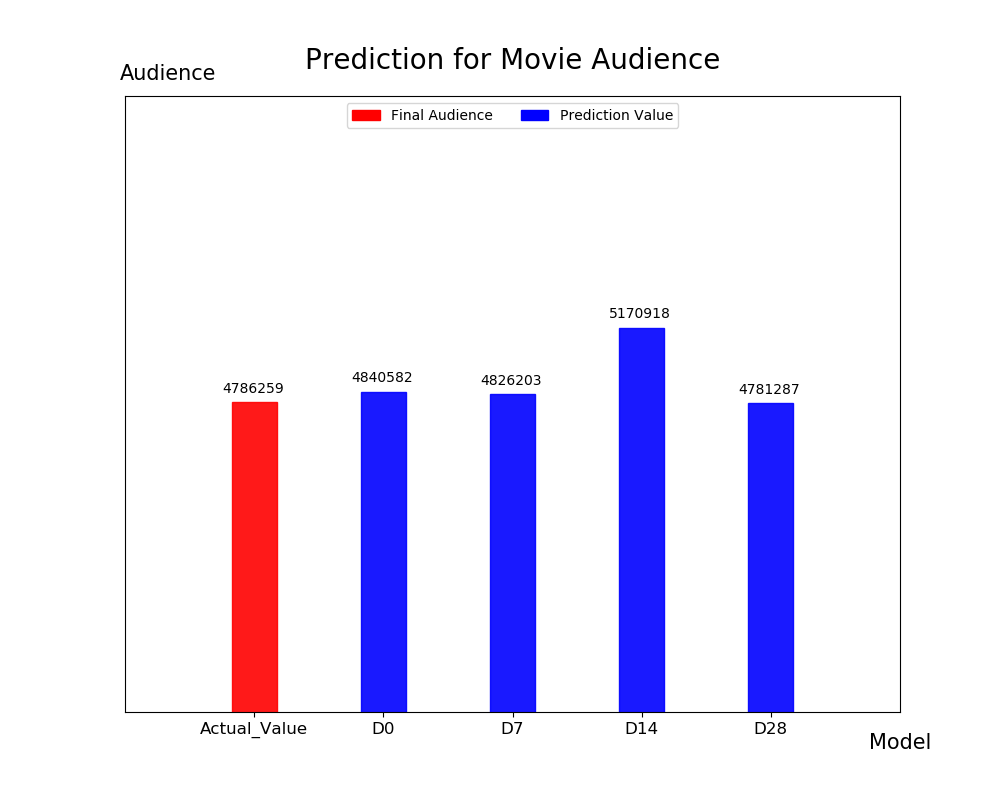 Prediction for Movie Audience
Audience
Final Audience
Prediction Value
4786259
4840582
4826203
5170918
4781287
Actual_Value
D0
D7
D14
D28
Model